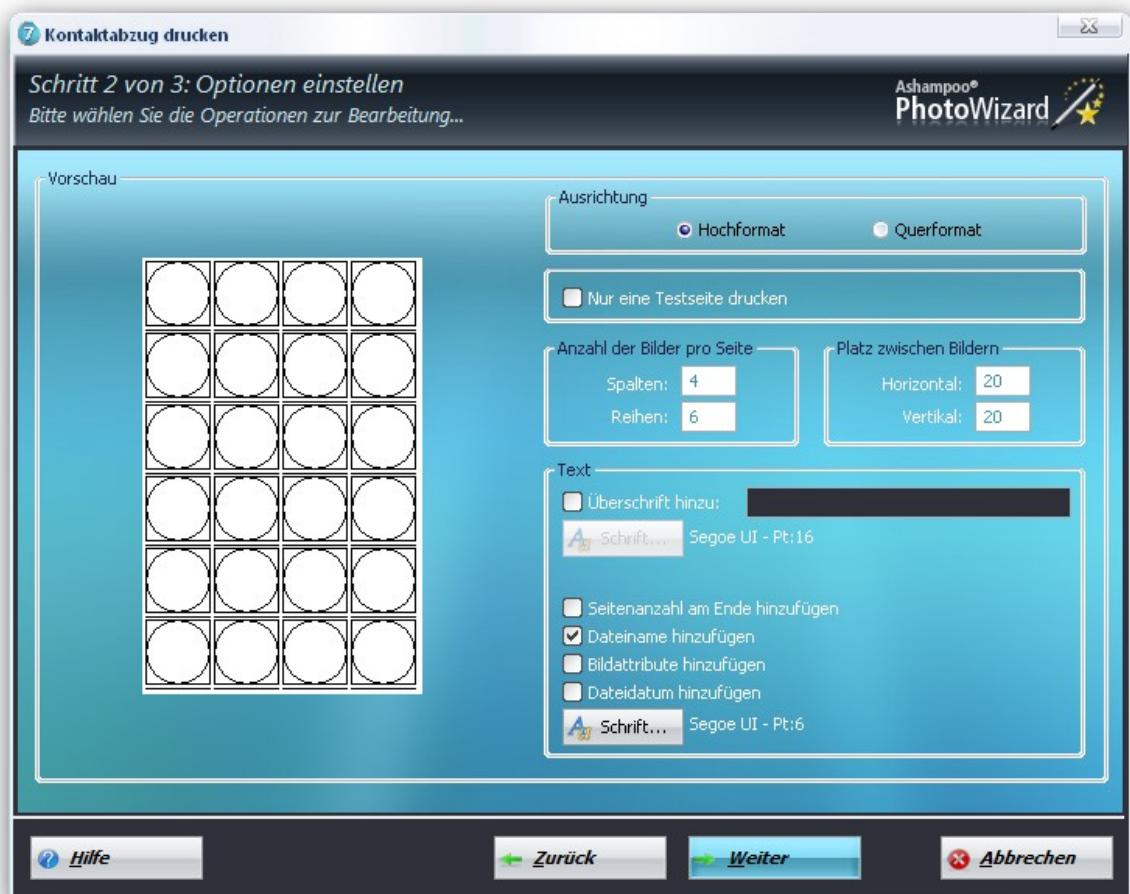 Kontaktabzug drucken
Schritt 2 von 3: Optionen einstellen
Bitte wählen Sie die Operationen zur Bearbeitung...
Ashampoo®
PhotoWizard
Vorschau
Ausrichtung
Hochformat
Querformat
Nur eine Testseite drucken
Anzahl der Bilder pro Seite
Spalten: 4
Reihen: 6
Platz zwischen Bildern
Horizontal: 20
Vertikal: 20
Text
Überschrift hinzu:
Schrift... Segoe UI - Pt:16
Seitenanzahl am Ende hinzufügen
Dateiname hinzufügen
Bildattribute hinzufügen
Dateidatum hinzufügen
Schrift... Segoe UI - Pt:6
Hilfe
Zurück
Weiter
Abbrechen